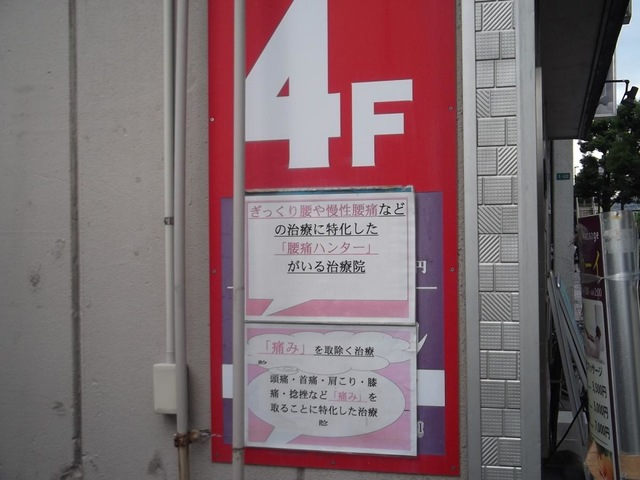 4F
ぎっくり腰や慢性腰痛など
の治療に特化した
「腰痛ハンター」
がいる治療院
円
「痛み」を取除く治療
頭痛・首痛・肩こり・膝
痛・捻挫など「痛み」を
取ることに特化した治療